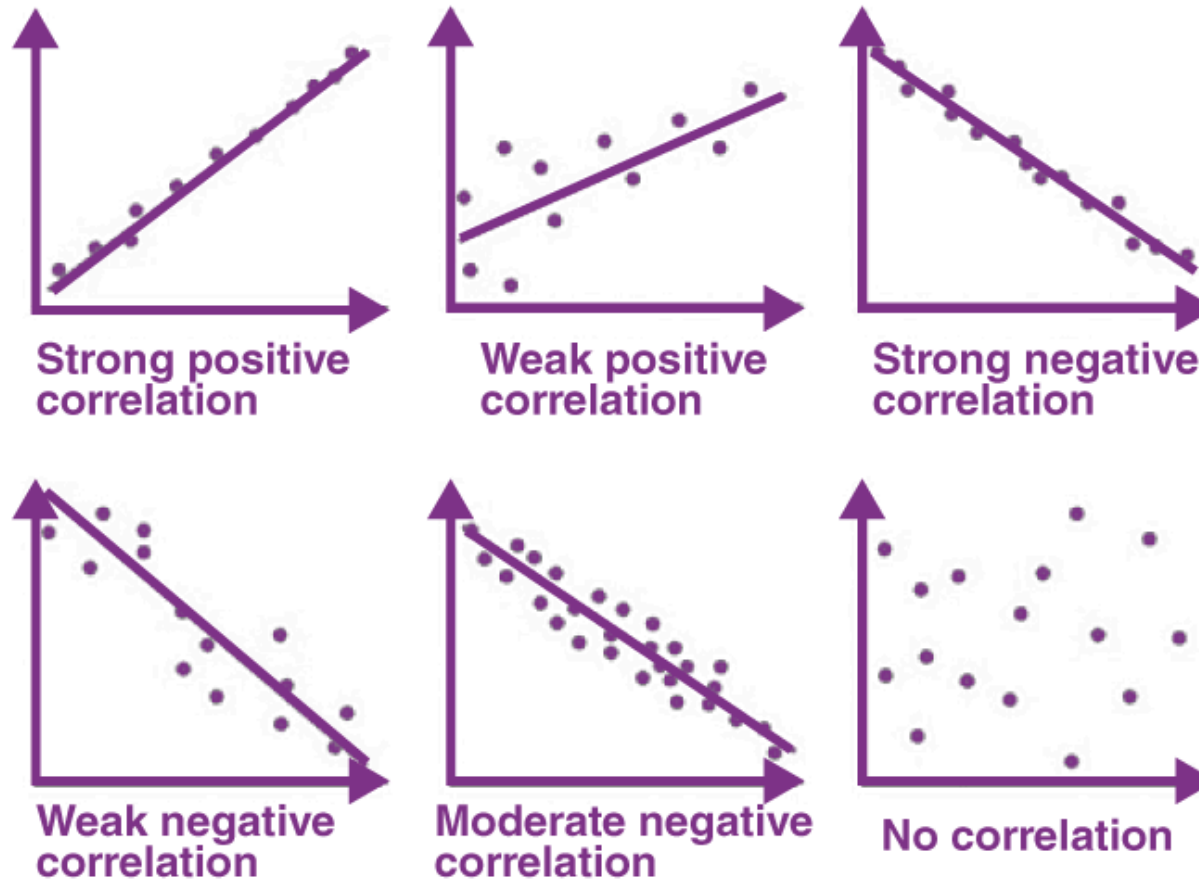 Strong positive
correlation
Weak positive
correlation
Strong negative
correlation
Weak negative
correlation
Moderate negative
correlation
No correlation